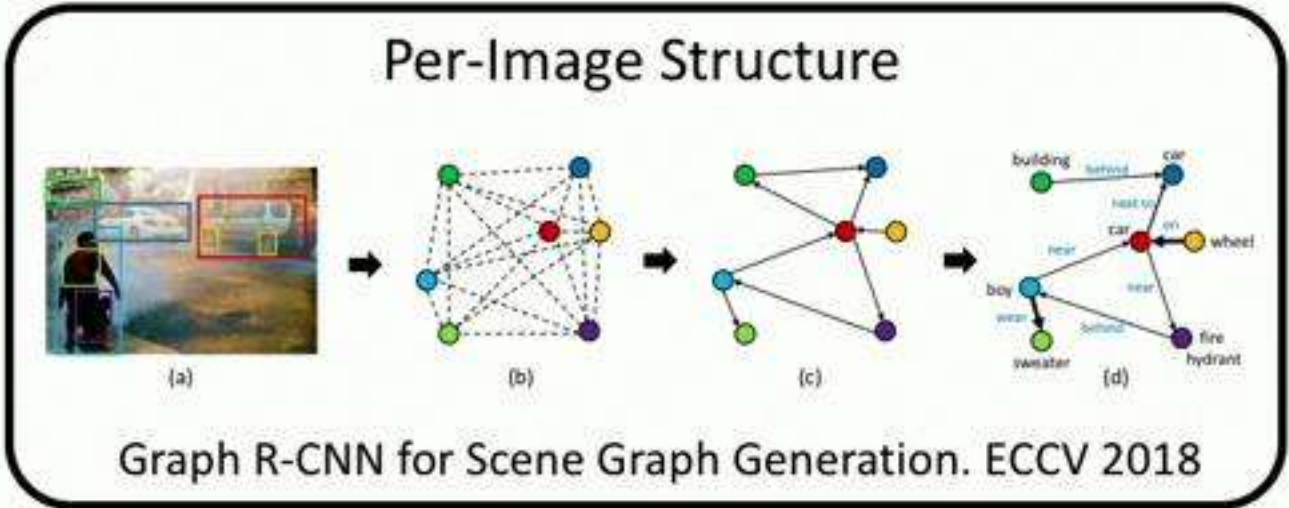 Per-Image Structure
building
behind
car
next to
car
on
wheel
near
boy
near
wear
behind
fire
hydrant
sweater
(a)
(b)
(c)
(d)
Graph R-CNN for Scene Graph Generation. ECCV 2018